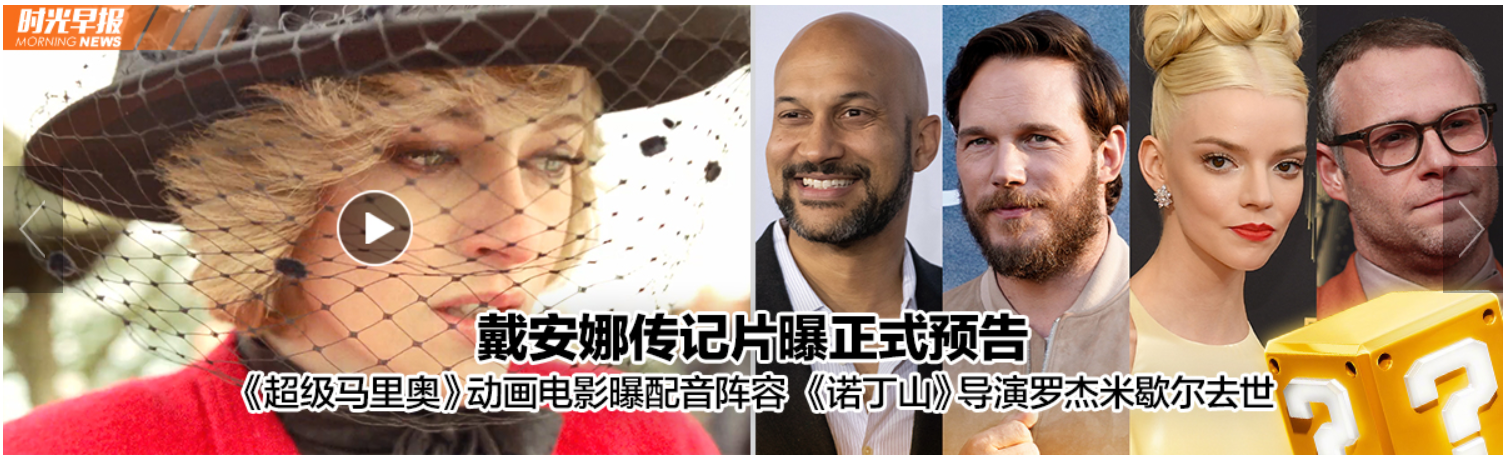 时光早报
MORNING NEWS
戴安娜传记片曝正式预告
《超级马里奥》动画电影曝配音阵容 《诺丁山》导演罗杰米歇尔去世
? ?